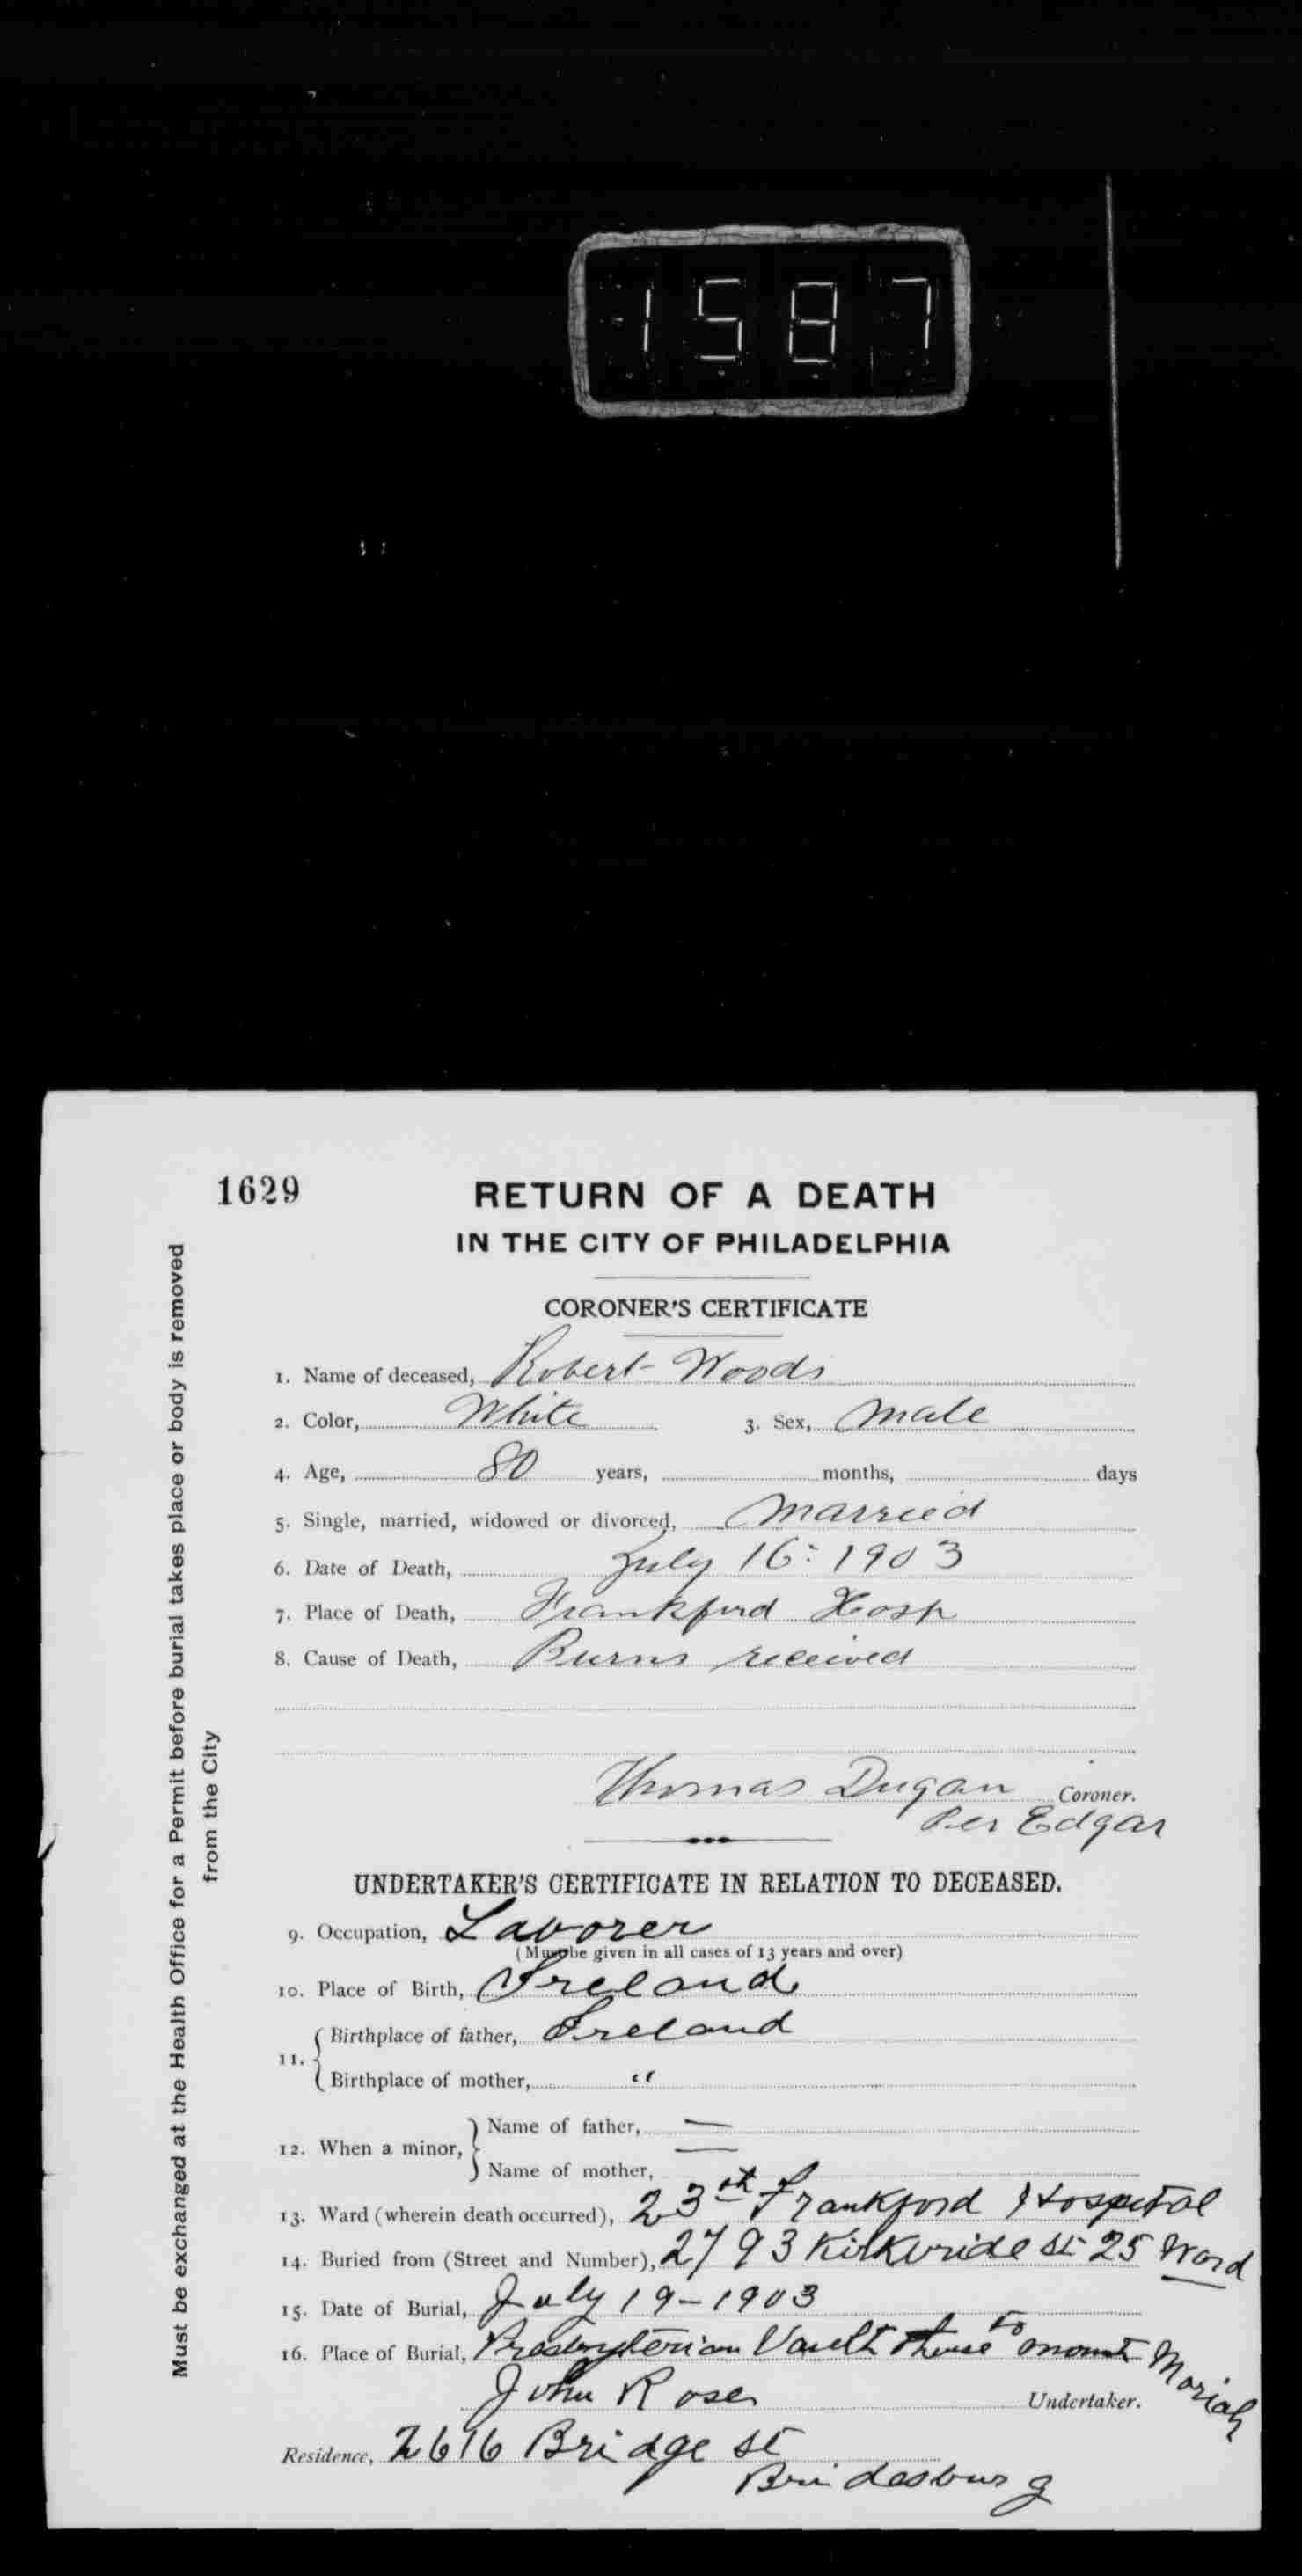 1587
1629
RETURN OF A DEATH
IN THE CITY OF PHILADELPHIA
CORONER'S CERTIFICATE
1. Name of deceased, Robert Woods
2. Color, White 3. Sex, Male
4. Age, 80 years, months, days
5. Single, married, widowed or divorced, Married
6. Date of Death, July 16: 1903
7. Place of Death, Frankford Hosp
8. Cause of Death, Burns received
Thomas Dugan Coroner.
Per Edgar
UNDERTAKER'S CERTIFICATE IN RELATION TO DECEASED.
9. Occupation, Laborer
(Must be given in all cases of 13 years and over)
10. Place of Birth, Ireland
11. Birthplace of father, Ireland
Birthplace of mother, "
12. When a minor, Name of father, —
Name of mother, —
13. Ward (wherein death occurred), 23 Frankford Hospital
14. Buried from (Street and Number), 2793 Kirkbride St 25 Ward
15. Date of Burial, July 19-1903
16. Place of Burial, Presbyterian Vault to mount Moriah
John Roser Undertaker.
Residence, 2616 Bridge St
Bridesburg
Must be exchanged at the Health Office for a Permit before burial takes place or body is removed
from the City